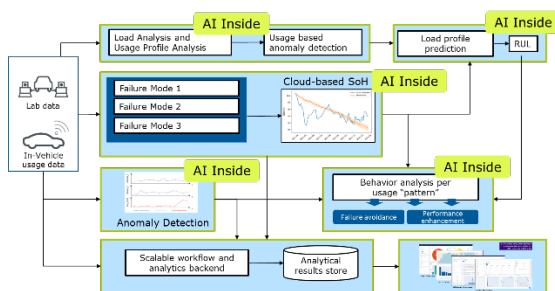 AI Inside
AI Inside
Load Analysis and
Usage Profile Analysis
Usage based
anomaly detection
Load profile
prediction
RUL
Lab data
In-Vehicle
usage data
Failure Mode 1
Failure Mode 2
Failure Mode 3
Cloud-based SoH
AI Inside
AI Inside
AI Inside
Anomaly Detection
Behavior analysis per
usage "pattern"
Failure avoidance
Performance
enhancement
Scalable workflow and
analytics backend
Analytical
results store